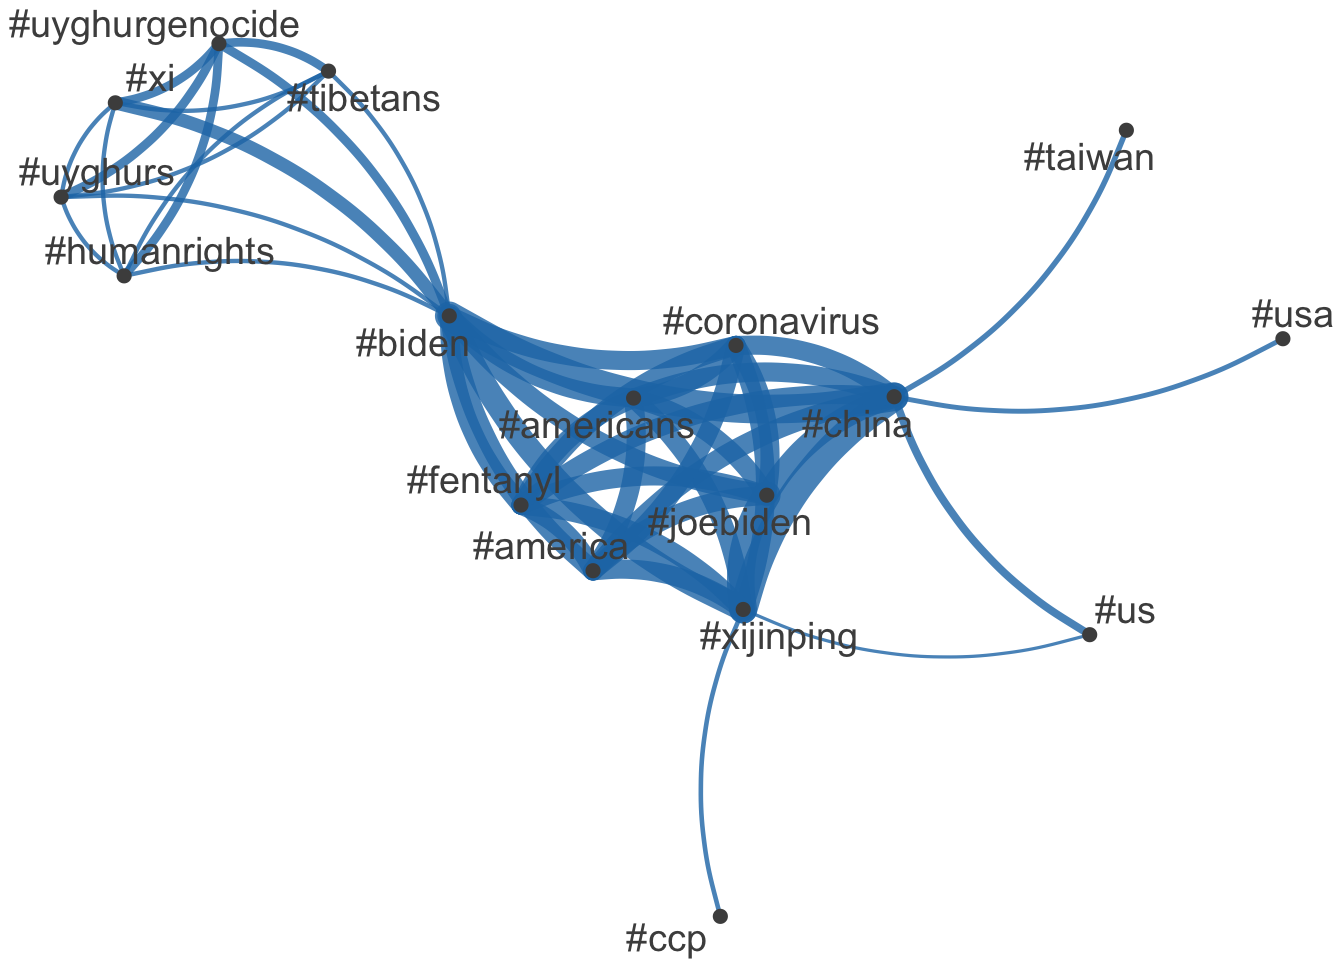 #uyghurgenocide
#xi
#tibetans
#uyghurs
#humanrights
#taiwan
#usa
#coronavirus
#biden
#americans
#china
#fentanyl
#joebiden
#america
#us
#xijinping
#ccp